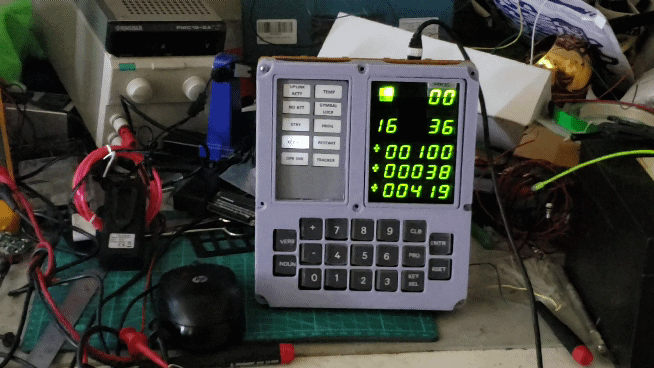 UPLINK ACTY TEMP
NO ATT GIMBAL LOCK
STBY PROG
RESTART
OPR ERR TRACKER
00
16 36
+00100
+00038
+00419
VERB + 7 8 9 CLR ENTR
NOUN - 4 5 6 PRO RSET
0 1 2 3 KEY REL
hp